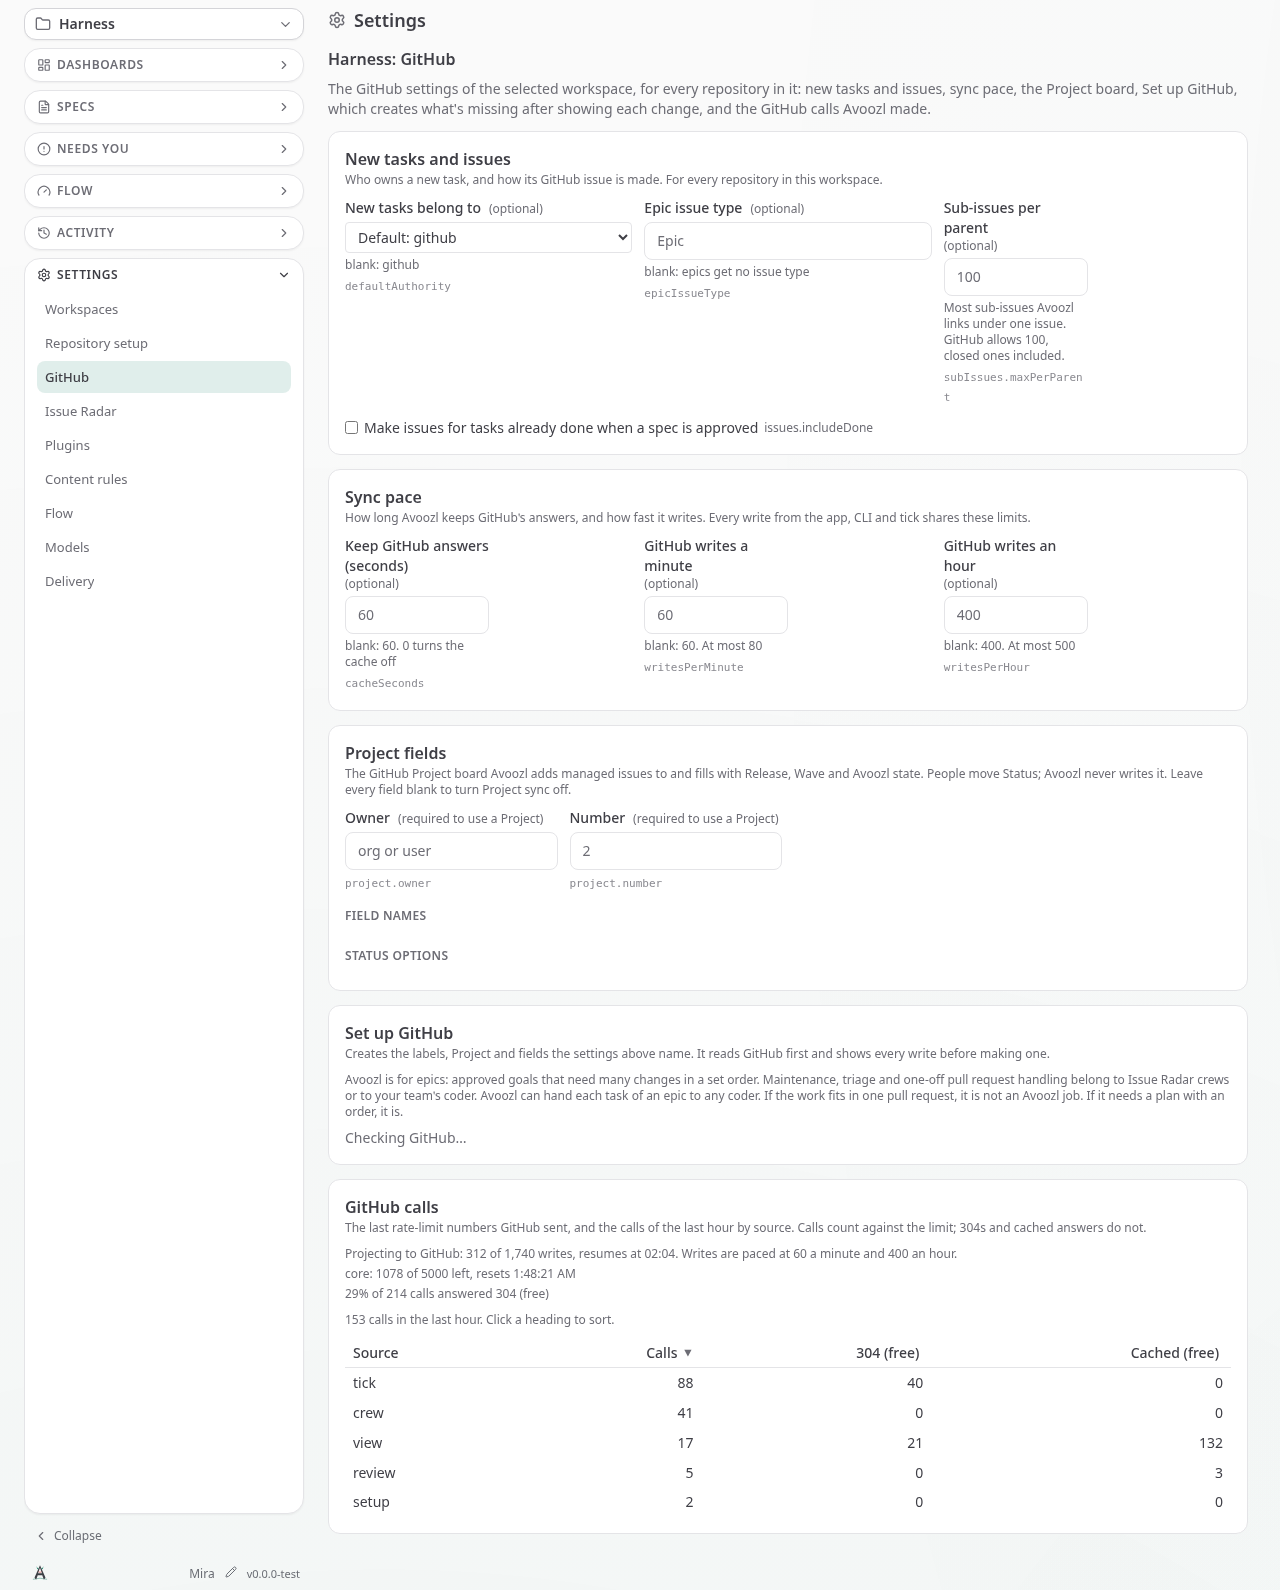 Harness
DASHBOARDS
SPECS
NEEDS YOU
FLOW
ACTIVITY
SETTINGS
Workspaces
Repository setup
GitHub
Issue Radar
Plugins
Content rules
Flow
Models
Delivery
Collapse
Mira v0.0.0-test
Settings
Harness: GitHub
The GitHub settings of the selected workspace, for every repository in it: new tasks and issues, sync pace, the Project board, Set up GitHub,
which creates what's missing after showing each change, and the GitHub calls Avoozl made.
New tasks and issues
Who owns a new task, and how its GitHub issue is made. For every repository in this workspace.
New tasks belong to (optional)
Default: github
blank: github
defaultAuthority
Epic issue type (optional)
Epic
blank: epics get no issue type
epicIssueType
Sub-issues per
parent
(optional)
100
Most sub-issues Avoozl
links under one issue.
GitHub allows 100,
closed ones included.
subIssues.maxPerParen
t
Make issues for tasks already done when a spec is approved issues.includeDone
Sync pace
How long Avoozl keeps GitHub's answers, and how fast it writes. Every write from the app, CLI and tick shares these limits.
Keep GitHub answers
(seconds)
(optional)
60
blank: 60. 0 turns the
cache off
cacheSeconds
GitHub writes a
minute
(optional)
60
blank: 60. At most 80
writesPerMinute
GitHub writes an
hour
(optional)
400
blank: 400. At most 500
writesPerHour
Project fields
The GitHub Project board Avoozl adds managed issues to and fills with Release, Wave and Avoozl state. People move Status; Avoozl never writes it. Leave
every field blank to turn Project sync off.
Owner (required to use a Project)
org or user
project.owner
Number (required to use a Project)
2
project.number
FIELD NAMES
STATUS OPTIONS
Set up GitHub
Creates the labels, Project and fields the settings above name. It reads GitHub first and shows every write before making one.
Avoozl is for epics: approved goals that need many changes in a set order. Maintenance, triage and one-off pull request handling belong to Issue Radar crews
or to your team's coder. Avoozl can hand each task of an epic to any coder. If the work fits in one pull request, it is not an Avoozl job. If it needs a plan with an
order, it is.
Checking GitHub...
GitHub calls
The last rate-limit numbers GitHub sent, and the calls of the last hour by source. Calls count against the limit; 304s and cached answers do not.
Projecting to GitHub: 312 of 1,740 writes, resumes at 02:04. Writes are paced at 60 a minute and 400 an hour.
core: 1078 of 5000 left, resets 1:48:21 AM
29% of 214 calls answered 304 (free)
153 calls in the last hour. Click a heading to sort.
Source Calls ▼ 304 (free) Cached (free)
tick 88 40 0
crew 41 0 0
view 17 21 132
review 5 0 3
setup 2 0 0